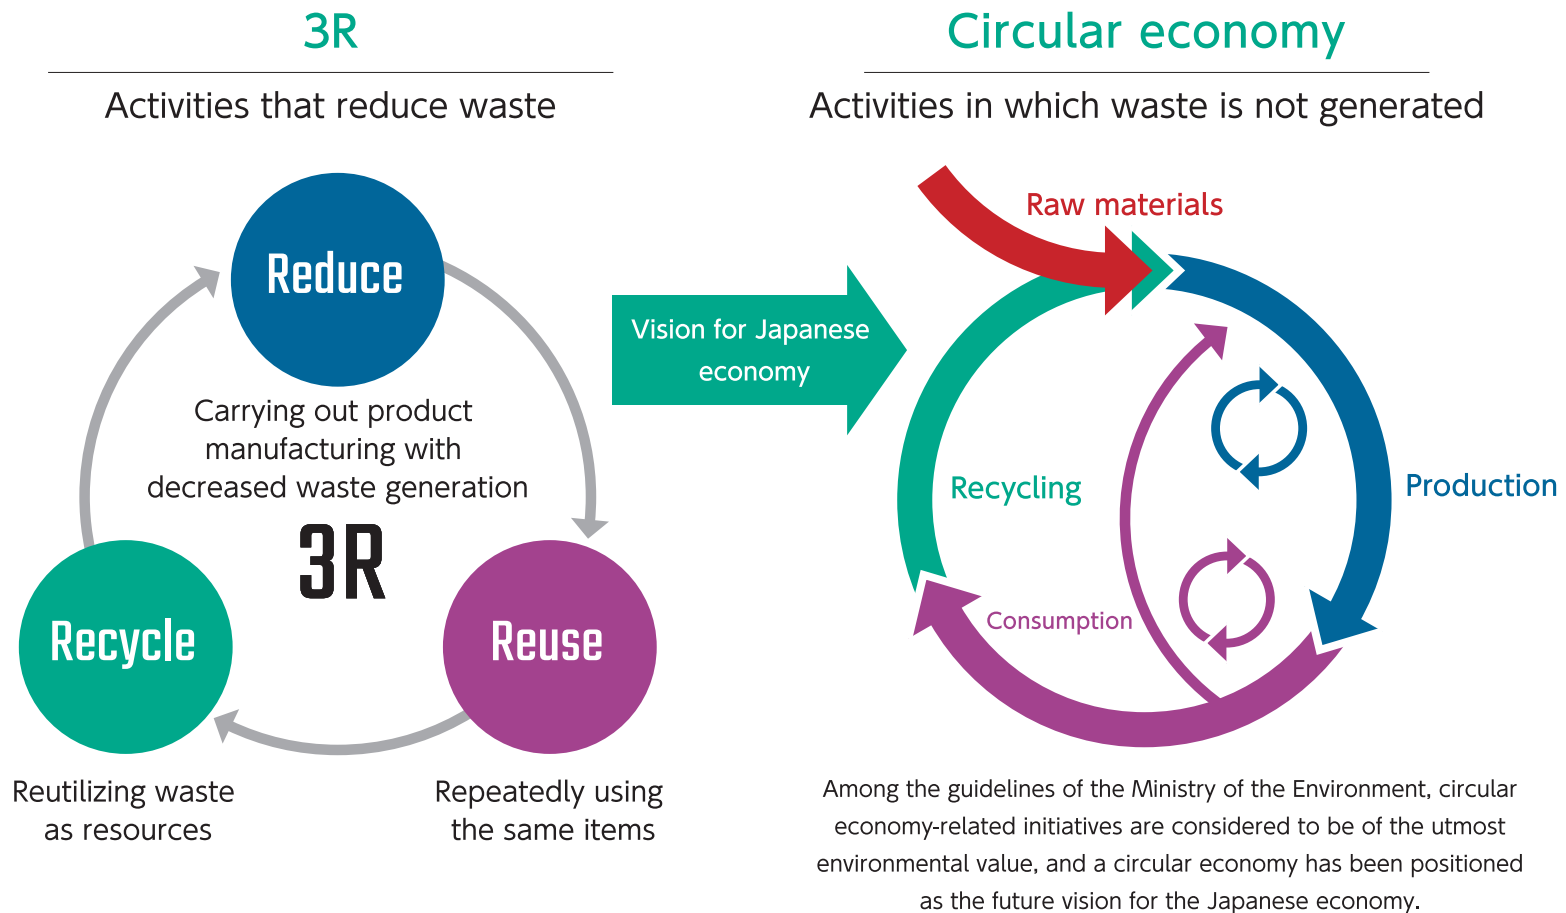 3R
Activities that reduce waste
Reduce
Carrying out product
manufacturing with
decreased waste generation
3R
Recycle
Reuse
Reutilizing waste
as resources
Repeatedly using
the same items
Vision for Japanese
economy
Circular economy
Activities in which waste is not generated
Raw materials
Recycling
Production
Consumption
Among the guidelines of the Ministry of the Environment, circular
economy-related initiatives are considered to be of the utmost
environmental value, and a circular economy has been positioned
as the future vision for the Japanese economy.